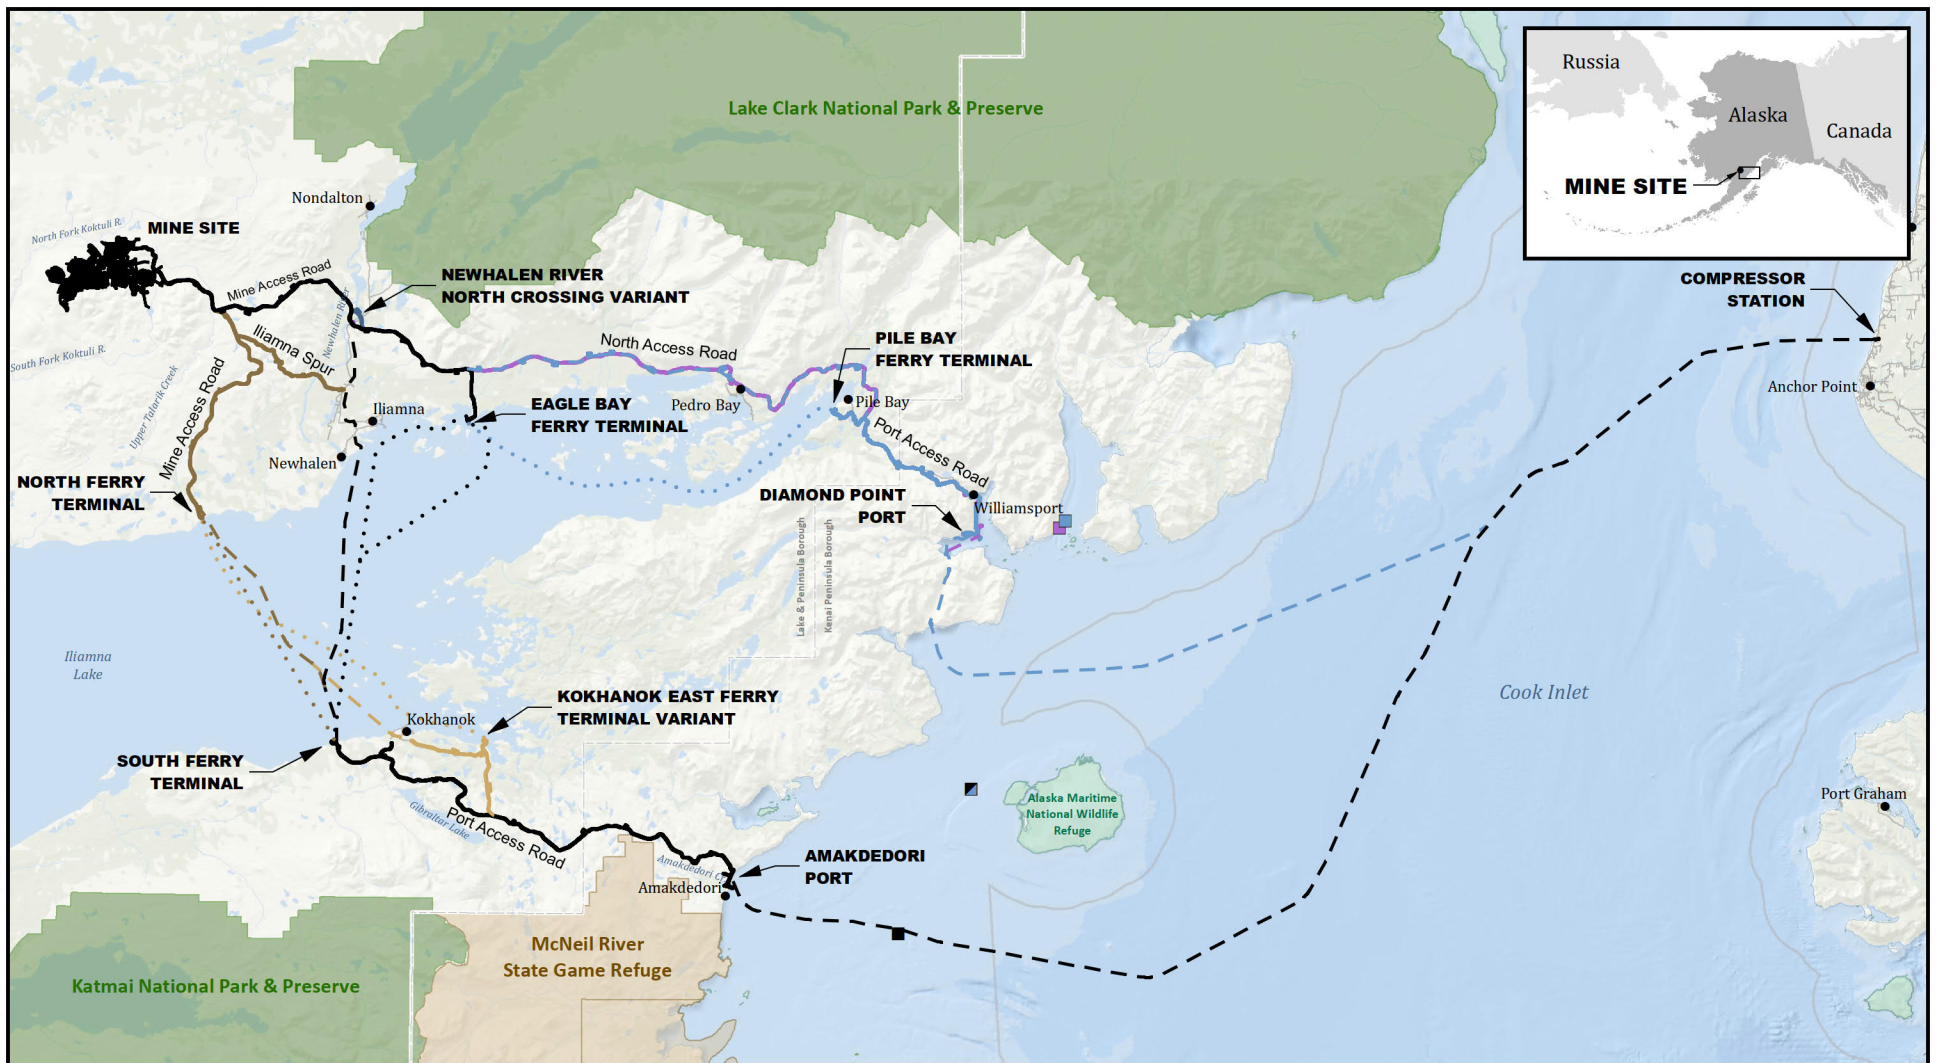 Russia
Alaska
Canada
MINE SITE
Lake Clark National Park & Preserve
Nondalton
North Fork Koktuli R.
MINE SITE
Mine Access Road
NEWHALEN RIVER
NORTH CROSSING VARIANT
COMPRESSOR
STATION
Newhalen River
Iliamna Spur
North Access Road
PILE BAY
FERRY TERMINAL
South Fork Koktuli R.
Upper Talarik Creek
Mine Access Road
Anchor Point
Iliamna
EAGLE BAY
FERRY TERMINAL
Pedro Bay
Pile Bay
Port Access Road
Newhalen
NORTH FERRY
TERMINAL
DIAMOND POINT
PORT
Williamsport
Lake & Peninsula Borough
Kenai Peninsula Borough
Iliamna
Lake
Cook Inlet
KOKHANOK EAST FERRY
TERMINAL VARIANT
Kokhanok
SOUTH FERRY
TERMINAL
Gibraltar Lake
Port Access Road
Alaska Maritime
National Wildlife
Refuge
Port Graham
Amakdedori Cr.
AMAKDEDORI
PORT
Amakdedori
McNeil River
State Game Refuge
Katmai National Park & Preserve